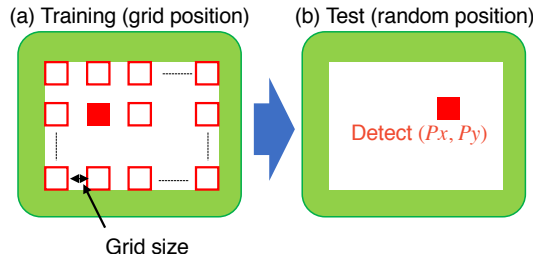 (a) Training (grid position)
(b) Test (random position)
Detect (Px, Py)
Grid size